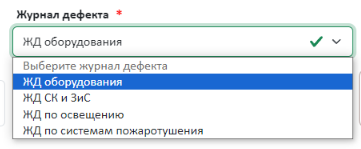 Журнал дефекта *
ЖД оборудования
Выберите журнал дефекта
ЖД оборудования
ЖД СК и ЗиС
ЖД по освещению
ЖД по системам пожаротушения